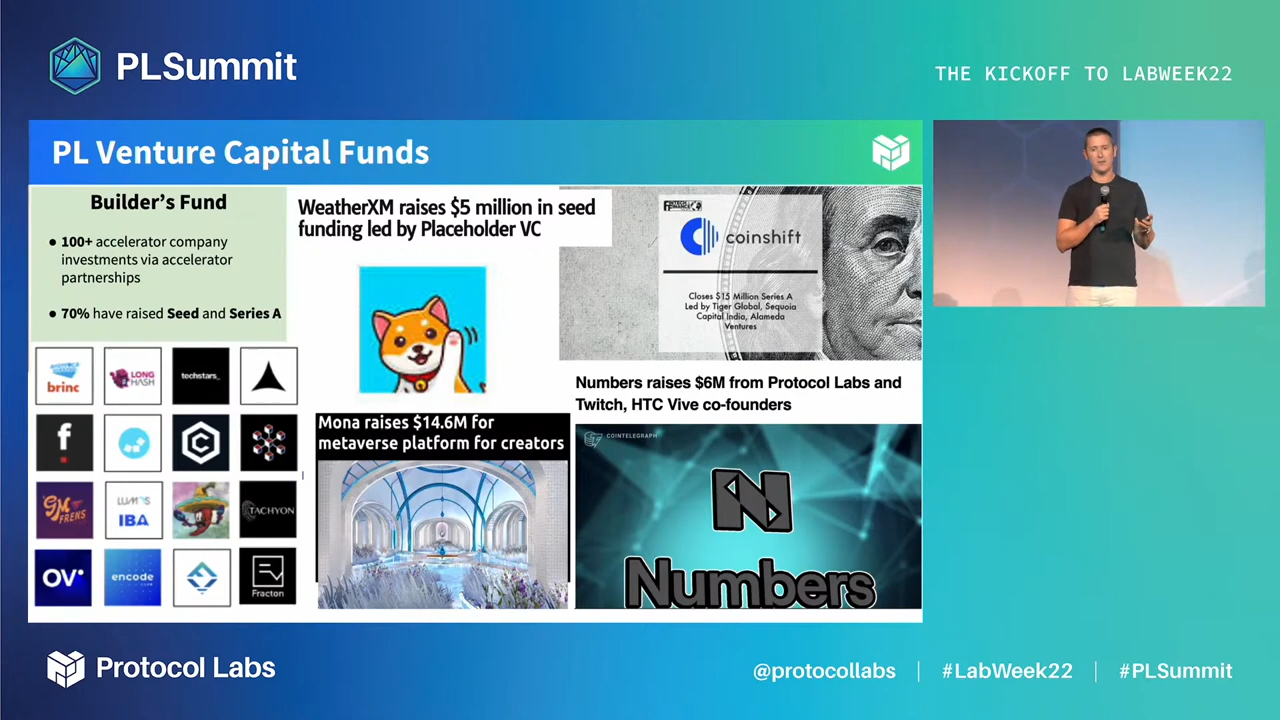 PLSummit
THE KICKOFF TO LABWEEK22
PL Venture Capital Funds
Builder's Fund
● 100+ accelerator company
investments via accelerator
partnerships
● 70% have raised Seed and Series A
brinc
LONG
HASH
techstars_
f
C
GM
FRENS
IBA
TACHYON
OV
encode
Fracton
WeatherXM raises $5 million in seed
funding led by Placeholder VC
Mona raises $14.6M for
metaverse platform for creators
FINTECH
FINANCE
coinshift
Closes $15 Million Series A
Led by Tiger Global, Sequoia
Capital India, Alameda
Ventures
Numbers raises $6M from Protocol Labs and
Twitch, HTC Vive co-founders
COINTELEGRAPH
N
Numbers
Protocol Labs
@protocollabs | #LabWeek22 | #PLSummit